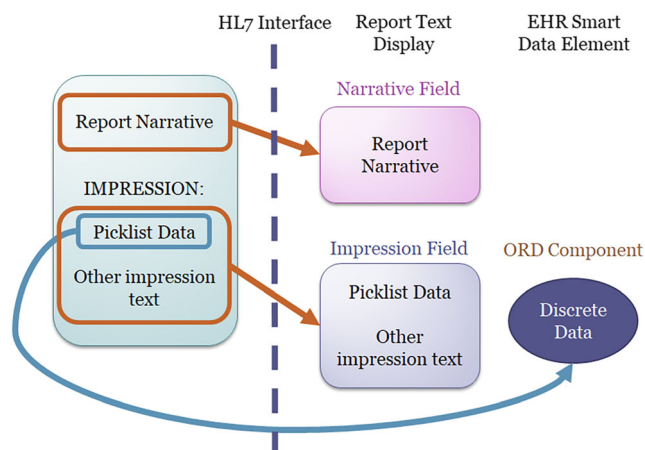 HL7 Interface
Report Text
Display
EHR Smart
Data Element
Report Narrative
IMPRESSION:
Picklist Data
Other impression
text
Narrative Field
Report
Narrative
Impression Field
Picklist Data
Other
impression text
ORD Component
Discrete
Data